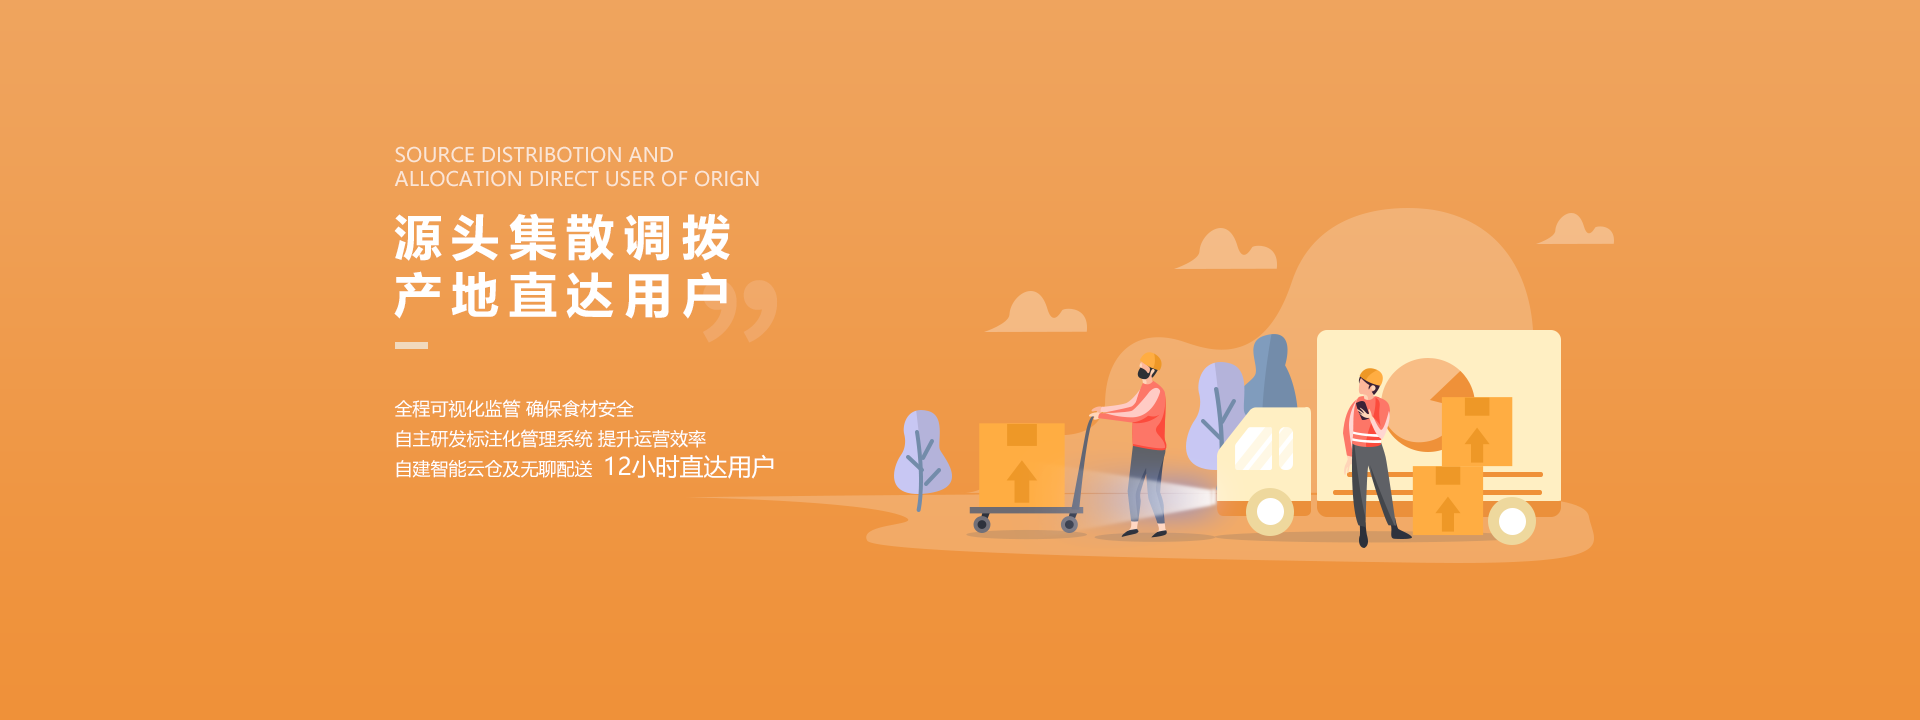 SOURCE DISTRIBOTION AND
ALLOCATION DIRECT USER OF ORIGN
源头集散调拨
产地直达用户
”
全程可视化监管 确保食材安全
自主研发标注化管理系统 提升运营效率
自建智能云仓及无聊配送 12小时直达用户